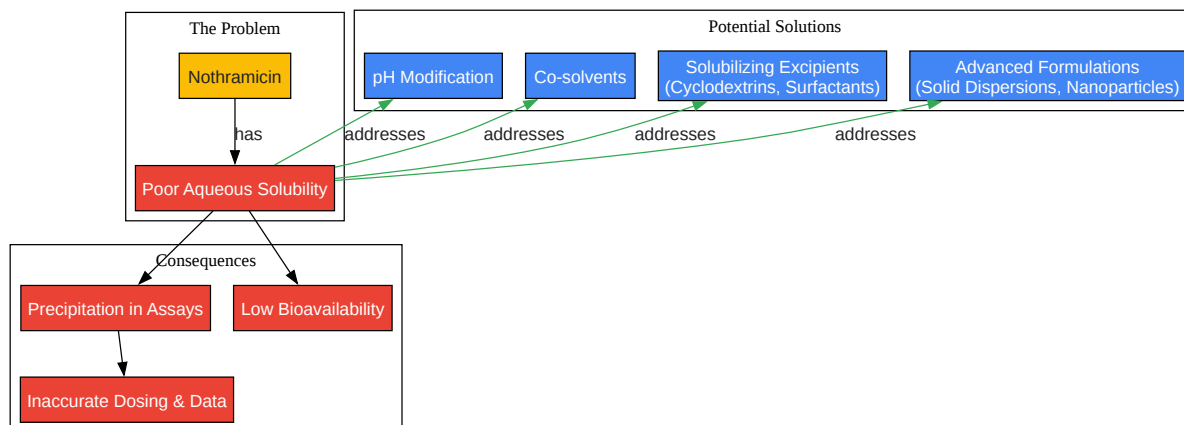 The Problem
Potential Solutions
Nothramicin
pH Modification
Co-solvents
Solubilizing Excipients
(Cyclodextrins, Surfactants)
Advanced Formulations
(Solid Dispersions, Nanoparticles)
has
addresses
addresses
addresses
addresses
Poor Aqueous Solubility
Consequences
Precipitation in Assays
Low Bioavailability
Inaccurate Dosing & Data